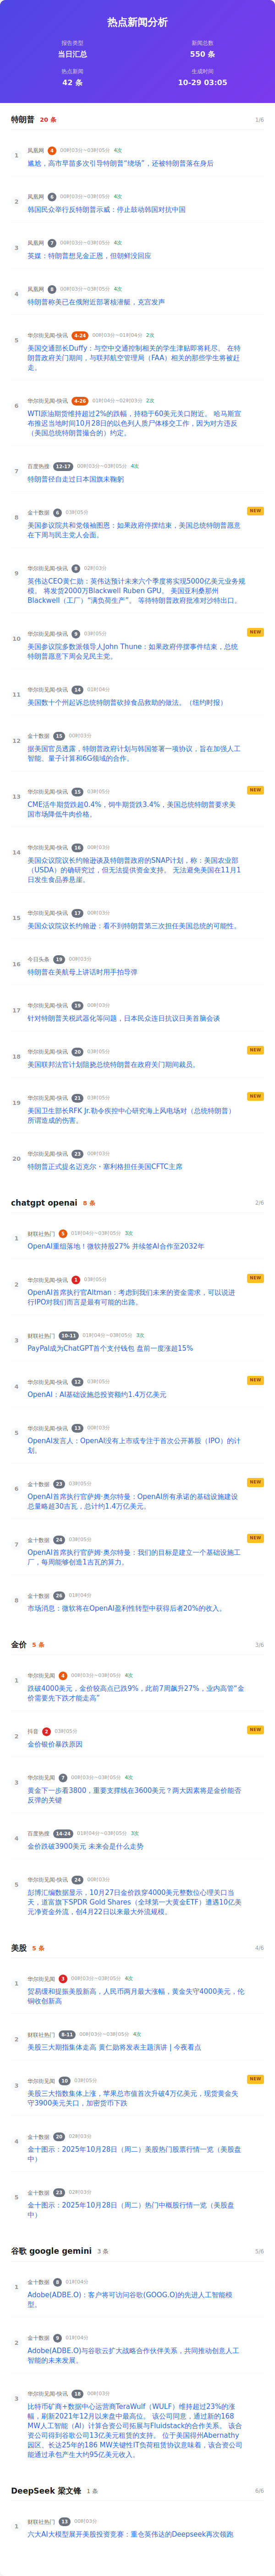 热点新闻分析
报告类型
当日汇总
新闻总数
550 条
热点新闻
42 条
生成时间
10-29 03:05
特朗普 20 条 1/6
1
凤凰网 4 00时03分~03时05分 4次
尴尬，高市早苗多次引导特朗普“绕场”，还被特朗普落在身后
2
凤凰网 6 00时03分~03时05分 4次
韩国民众举行反特朗普示威：停止鼓动韩国对抗中国
3
凤凰网 7 00时03分~03时05分 4次
英媒：特朗普想见金正恩，但朝鲜没回应
4
凤凰网 8 00时03分~03时05分 4次
特朗普称美已在俄附近部署核潜艇，克宫发声
5
华尔街见闻-快讯 4-24 00时03分~01时04分 2次
美国交通部长Duffy：与空中交通控制相关的学生津贴即将耗尽。 在特
朗普政府关门期间，与联邦航空管理局（FAA）相关的那些学生将被赶
走。
6
华尔街见闻-快讯 4-26 01时04分~02时03分 2次
WTI原油期货维持超过2%的跌幅，持稳于60美元关口附近。 哈马斯宣
布推迟当地时间10月28日的以色列人质尸体移交工作，因为对方违反
（美国总统特朗普撮合的）约定。
7
百度热搜 12-17 00时03分~03时05分 4次
特朗普径自走过日本国旗未鞠躬
8
金十数据 6 03时05分 NEW
美国参议院共和党领袖图恩：如果政府停摆结束，美国总统特朗普愿意
在下周与民主党人会面。
9
华尔街见闻-快讯 8 02时03分
英伟达CEO黄仁勋：英伟达预计未来六个季度将实现5000亿美元业务规
模。 将发货2000万Blackwell Ruben GPU。 美国亚利桑那州
Blackwell（工厂）“满负荷生产”。 等待特朗普政府批准对沙特出口。
10
华尔街见闻-快讯 9 03时05分 NEW
美国参议院多数派领导人John Thune：如果政府停摆事件结束，总统
特朗普愿意下周会见民主党。
11
华尔街见闻-快讯 14 01时04分
美国数十个州起诉总统特朗普砍掉食品救助的做法。（纽约时报）
12
金十数据 15 00时03分
据美国官员透露，特朗普政府计划与韩国签署一项协议，旨在加强人工
智能、量子计算和6G领域的合作。
13
华尔街见闻-快讯 15 03时05分 NEW
CME活牛期货跌超0.4%，饲牛期货跌3.4%，美国总统特朗普要求美
国市场降低牛肉价格。
14
华尔街见闻-快讯 16 00时03分
美国众议院议长约翰逊谈及特朗普政府的SNAP计划，称：美国农业部
（USDA）的确研究过，但无法提供资金支持。 无法避免美国在11月1
日发生食品券悬崖。
15
华尔街见闻-快讯 17 00时03分
美国众议院议长约翰逊：看不到特朗普第三次担任美国总统的可能性。
16
今日头条 19 00时03分
特朗普在美航母上讲话时用手拍导弹
17
华尔街见闻-快讯 19 00时03分
针对特朗普关税武器化等问题，日本民众连日抗议日美首脑会谈
18
华尔街见闻-快讯 20 03时05分 NEW
美国联邦法官计划阻挠总统特朗普在政府关门期间裁员。
19
华尔街见闻-快讯 21 03时05分 NEW
美国卫生部长RFK Jr.勒令疾控中心研究海上风电场对（总统特朗普）
所谓造成的伤害。
20
华尔街见闻-快讯 23 00时03分
特朗普正式提名迈克尔・塞利格担任美国CFTC主席
chatgpt openai 8 条 2/6
1
财联社热门 5 01时04分~03时05分 3次
OpenAI重组落地！微软持股27% 并续签AI合作至2032年
2
华尔街见闻-快讯 1 03时05分 NEW
OpenAI首席执行官Altman：考虑到我们未来的资金需求，可以说进
行IPO对我们而言是最有可能的出路。
3
财联社热门 10-11 01时04分~03时05分 3次
PayPal成为ChatGPT首个支付钱包 盘前一度涨超15%
4
华尔街见闻-快讯 12 03时05分 NEW
OpenAI：AI基础设施总投资额约1.4万亿美元
5
华尔街见闻-快讯 13 00时03分
OpenAI发言人：OpenAI没有上市或专注于首次公开募股（IPO）的计
划。
6
金十数据 23 03时05分 NEW
OpenAI首席执行官萨姆·奥尔特曼：OpenAI所有承诺的基础设施建设
总量略超30吉瓦，总计约1.4万亿美元。
7
金十数据 24 03时05分 NEW
OpenAI首席执行官萨姆·奥尔特曼：我们的目标是建立一个基础设施工
厂，每周能够创造1吉瓦的算力。
8
金十数据 26 01时04分
市场消息：微软将在OpenAI盈利性转型中获得后者20%的收入。
金价 5 条 3/6
1
华尔街见闻 4 00时03分~03时05分 4次
跌破4000美元，金价较高点已跌9%，此前7周飙升27%，业内高管“金
价需要先下跌才能走高”
2
抖音 2 03时05分 NEW
金价银价暴跌原因
3
华尔街见闻 7 00时03分~03时05分 4次
黄金下一步看3800，重要支撑线在3600美元？两大因素将是金价能否
反弹的关键
4
百度热搜 14-24 01时04分~03时05分 3次
金价跌破3900元 未来会是什么走势
5
华尔街见闻-快讯 24 00时03分
彭博汇编数据显示，10月27日金价跌穿4000美元整数位心理关口当
天，道富旗下SPDR Gold Shares（全球第一大黄金ETF）遭遇10亿美
元净资金外流，创4月22日以来最大外流规模。
美股 5 条 4/6
1
华尔街见闻 3 00时03分~03时05分 4次
贸易缓和提振美股新高，人民币两月最大涨幅，黄金失守4000美元，伦
铜收创新高
2
财联社热门 8-11 00时03分~03时05分 4次
美股三大期指集体走高 黄仁勋将发表主题演讲 | 今夜看点
3
华尔街见闻 10 03时05分 NEW
美股三大指数集体上涨，苹果总市值首次升破4万亿美元，现货黄金失
守3900美元关口，加密货币下跌
4
金十数据 20 00时03分
金十图示：2025年10月28日（周二）美股热门股票行情一览（美股盘
中）
5
金十数据 23 02时03分
金十图示：2025年10月28日（周二）热门中概股行情一览（美股盘
中）
谷歌 google gemini 3 条 5/6
1
金十数据 9 01时04分
Adobe(ADBE.O)：客户将可访问谷歌(GOOG.O)的先进人工智能模
型。
2
金十数据 9 01时04分
Adobe(ADBE.O)与谷歌云扩大战略合作伙伴关系，共同推动创意人工
智能的未来发展。
3
华尔街见闻-快讯 18 00时03分
比特币矿商+数据中心运营商TeraWulf（WULF）维持超过23%的涨
幅，刷新2021年12月以来盘中最高位。 该公司同意，通过新的168
MW人工智能（AI）计算合资公司拓展与Fluidstack的合作关系。 该合
资公司得到谷歌公司13亿美元租赁的支持。 位于美国得州Abernathy
园区、长达25年的186 MW关键性IT负荷租赁协议意味着，该合资公司
能通过承包产生大约95亿美元收入。
DeepSeek 梁文锋 1 条 6/6
1
财联社热门 13 00时03分
六大AI大模型展开美股投资竞赛：重仓英伟达的Deepseek再次领跑